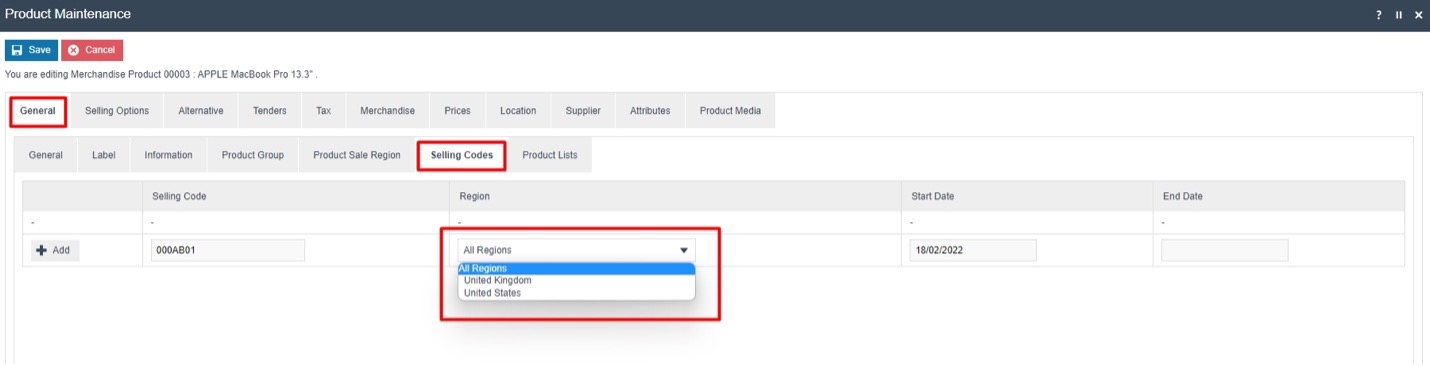 Product Maintenance
? II ✕
Save Cancel
You are editing Merchandise Product 00003 : APPLE MacBook Pro 13.3" .
General Selling Options Alternative Tenders Tax Merchandise Prices Location Supplier Attributes Product Media
General Label Information Product Group Product Sale Region Selling Codes Product Lists
Selling Code Region Start Date End Date
- - - - -
Add 000AB01 All Regions 18/02/2022
All Regions
United Kingdom
United States